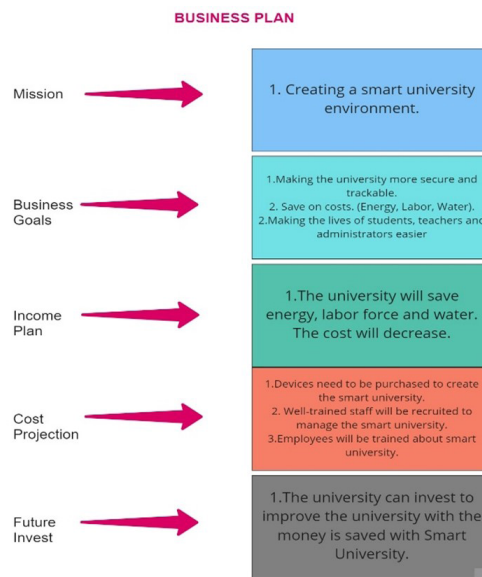 BUSINESS PLAN
Mission
1. Creating a smart university
environment.
Business
Goals
1.Making the university more secure and
trackable.
2. Save on costs. (Energy, Labor, Water).
2.Making the lives of students, teachers and
administrators easier
Income
Plan
1.The university will save
energy, labor force and water.
The cost will decrease.
Cost
Projection
1.Devices need to be purchased to create
the smart university.
2. Well-trained staff will be recruited to
manage the smart university.
3.Employees will be trained about smart
university.
Future
Invest
1.The university can invest to
improve the university with the
money is saved with Smart
University.